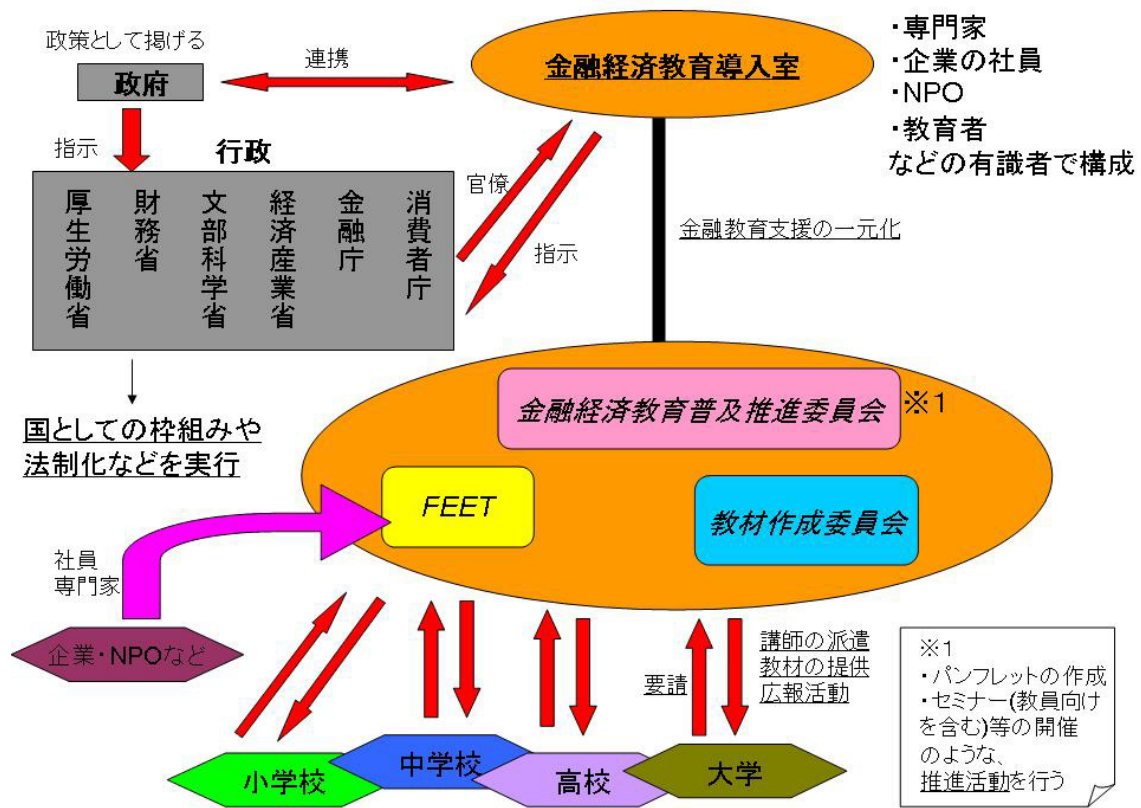 政策として掲げる
政府
連携
金融経済教育導入室
・専門家
・企業の社員
・NPO
・教育者
などの有識者で構成
指示
行政
厚生労働省
財務省
文部科学省
経済産業省
金融庁
消費者庁
官僚
指示
金融教育支援の一元化
国としての枠組みや
法制化などを実行
金融経済教育普及推進委員会
※1
FEET
教材作成委員会
社員
専門家
企業・NPOなど
要請
講師の派遣
教材の提供
広報活動
小学校
中学校
高校
大学
※1
・パンフレットの作成
・セミナー(教員向け
を含む)等の開催
のような、
推進活動を行う